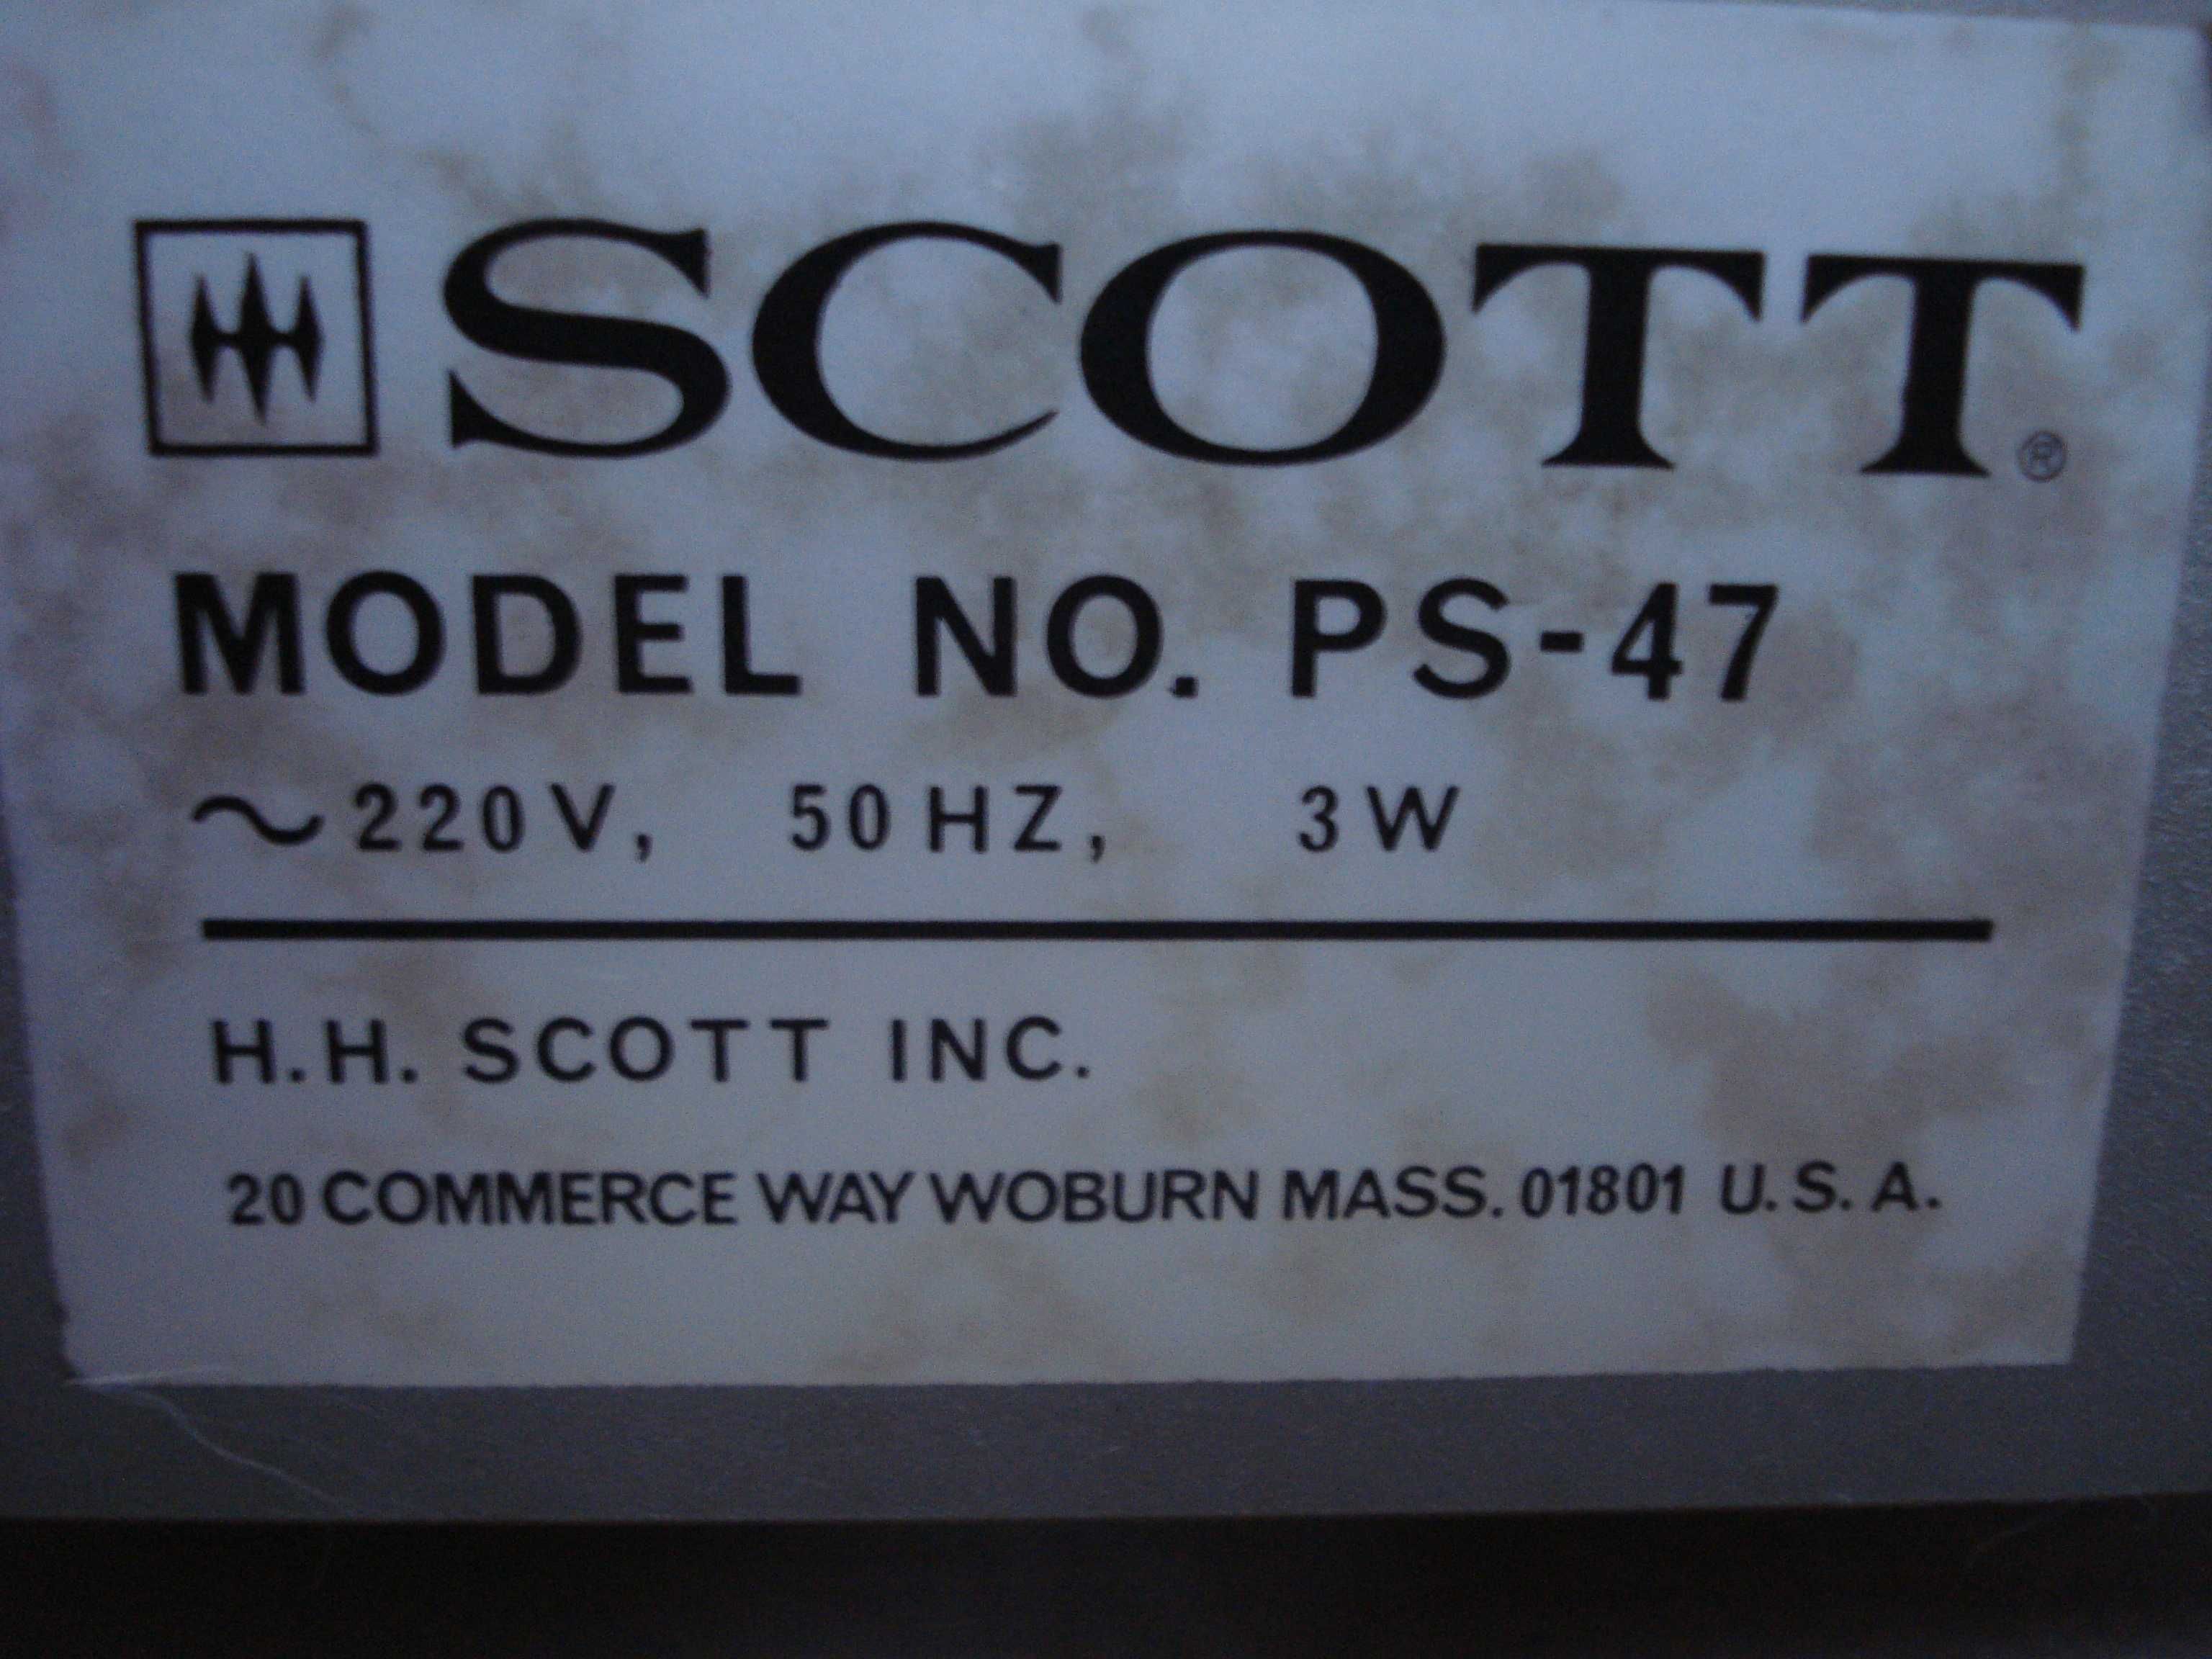 SCOTT®
MODEL NO. PS-47
~220V, 50HZ, 3W
H.H. SCOTT INC.
20 COMMERCE WAY WOBURN MASS. 01801 U.S.A.